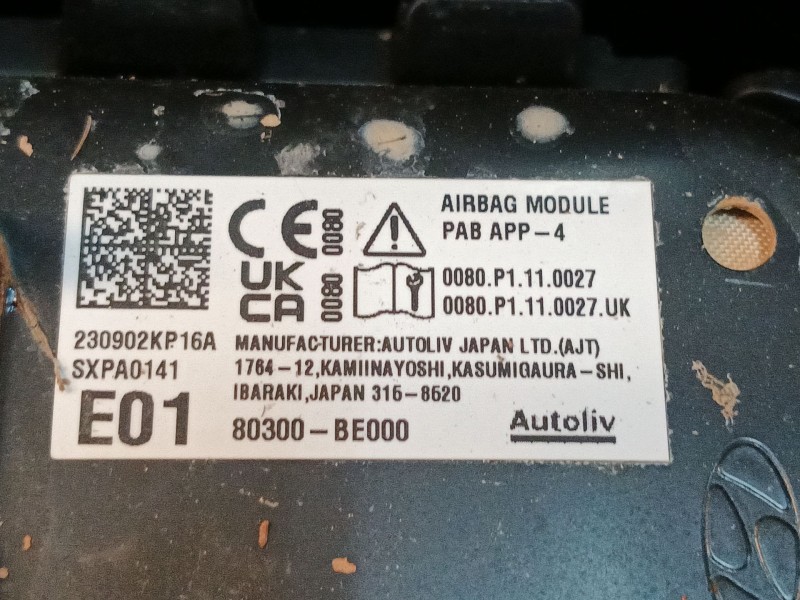 AIRBAG MODULE
PAB APP-4
CE 0080
UK
CA 0080
0080.P1.11.0027
0080.P1.11.0027.UK
230902KP16A
SXPA0141
E01
MANUFACTURER:AUTOLIV JAPAN LTD.(AJT)
1764-12,KAMIINAYOSHI,KASUMIGAURA-SHI,
IBARAKI,JAPAN 315-8520
80300-BE000
Autoliv